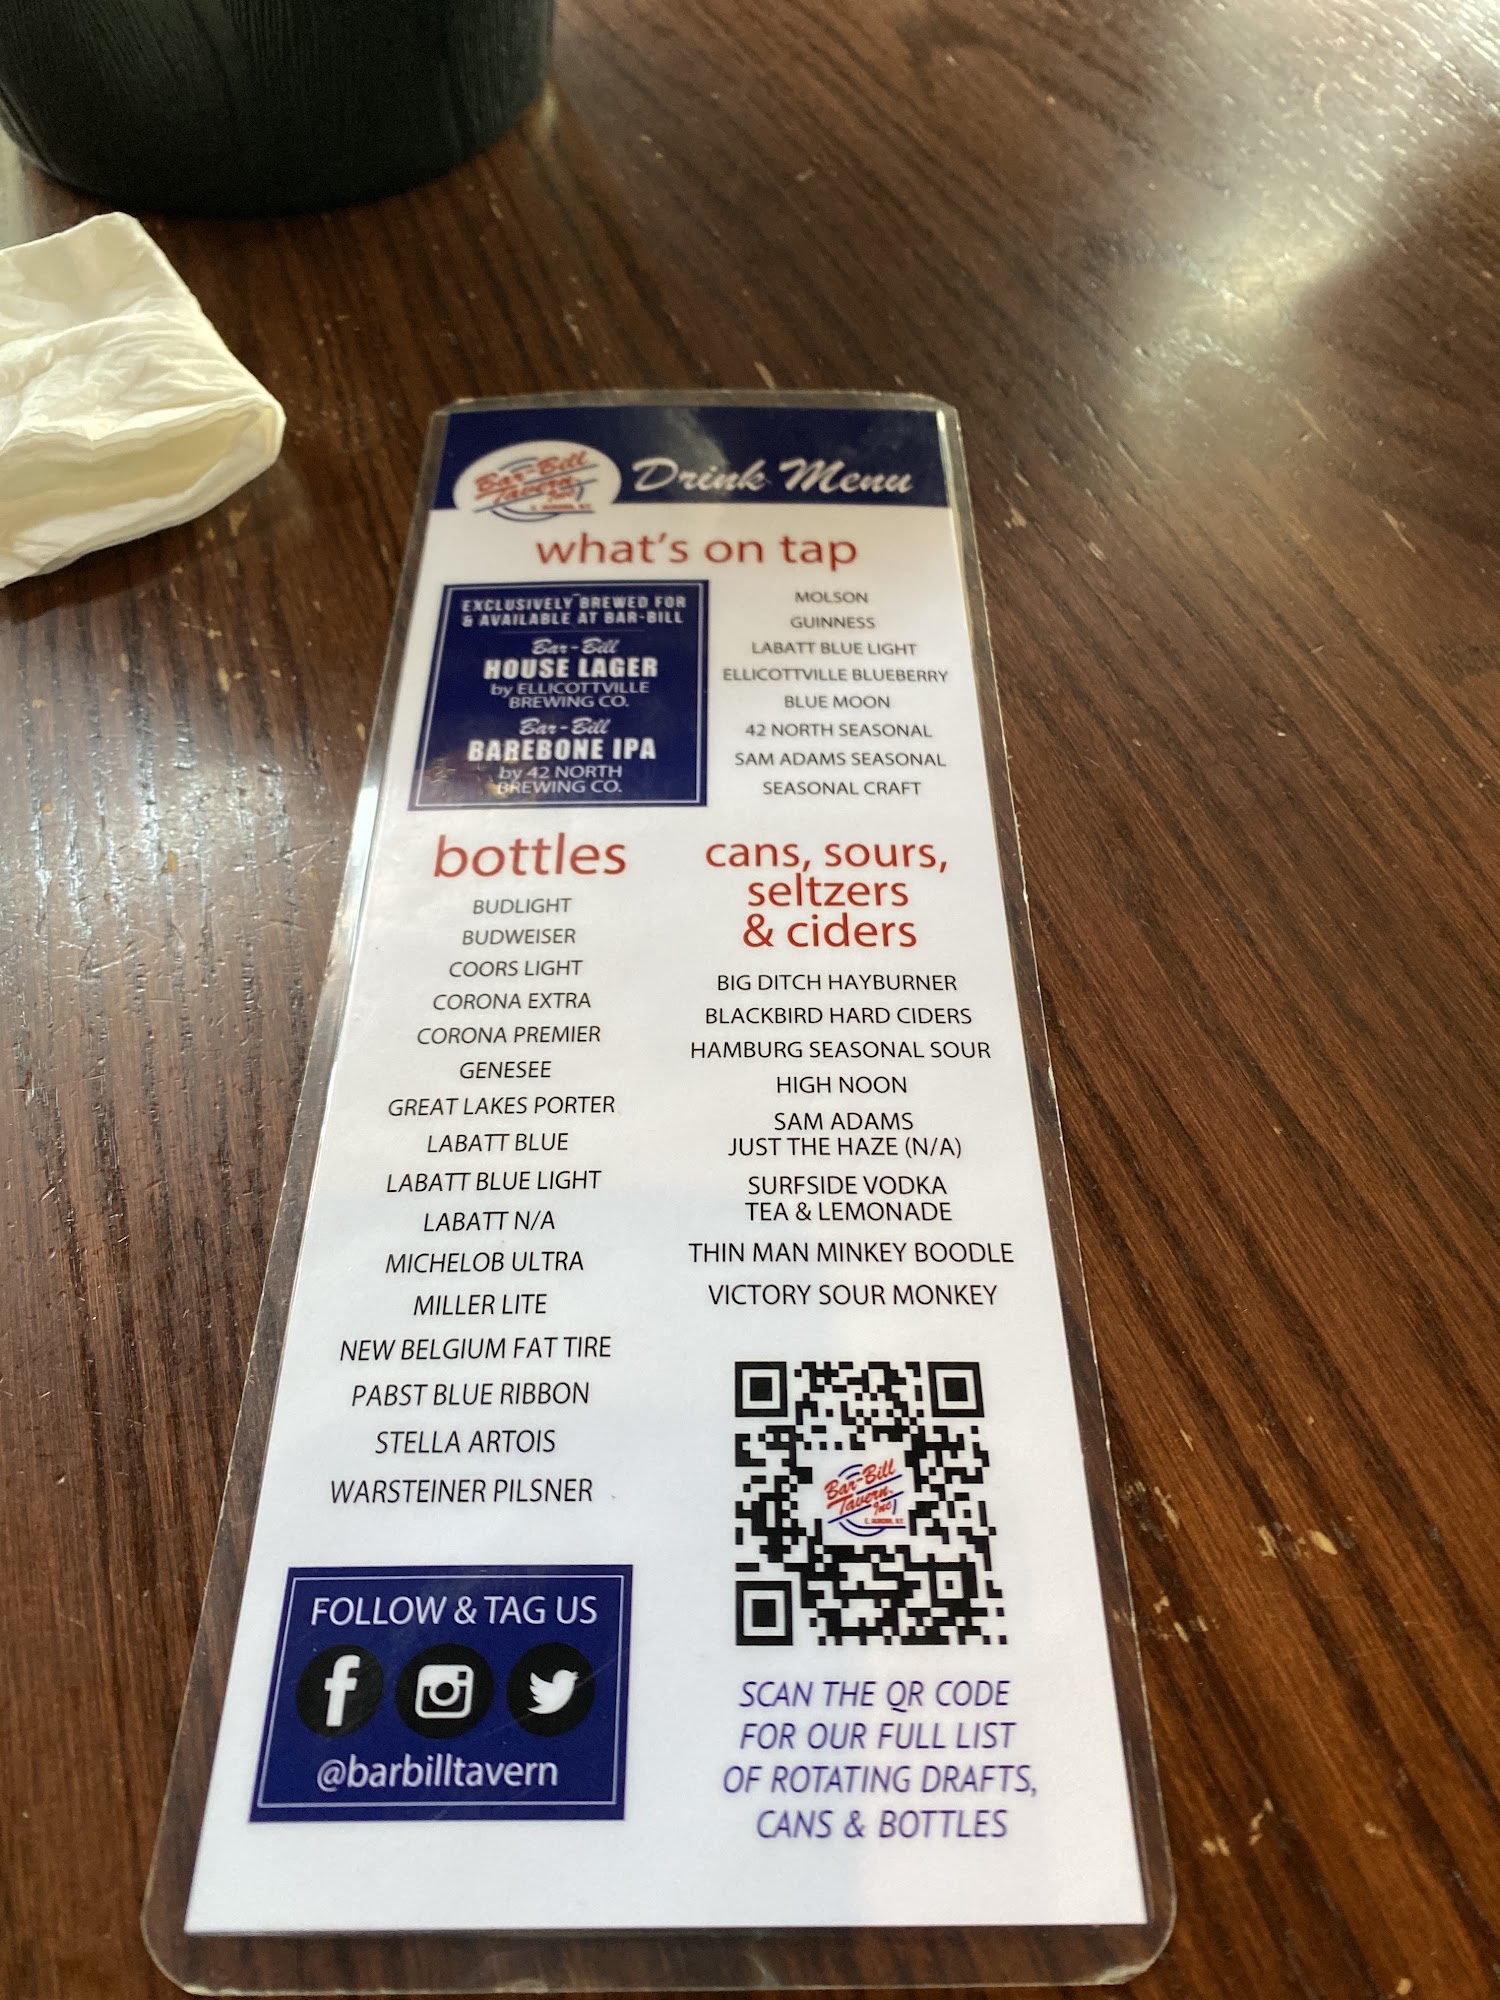 Bar-Bill
Tavern Inc
E. AURORA, N.Y.
Drink Menu
what's on tap
EXCLUSIVELY BREWED FOR
& AVAILABLE AT BAR-BILL
Bar-Bill
HOUSE LAGER
by ELLICOTTVILLE
BREWING CO.
Bar-Bill
BAREBONE IPA
by 42 NORTH
BREWING CO.
MOLSON
GUINNESS
LABATT BLUE LIGHT
ELLICOTTVILLE BLUEBERRY
BLUE MOON
42 NORTH SEASONAL
SAM ADAMS SEASONAL
SEASONAL CRAFT
bottles
BUDLIGHT
BUDWEISER
COORS LIGHT
CORONA EXTRA
CORONA PREMIER
GENESEE
GREAT LAKES PORTER
LABATT BLUE
LABATT BLUE LIGHT
LABATT N/A
MICHELOB ULTRA
MILLER LITE
NEW BELGIUM FAT TIRE
PABST BLUE RIBBON
STELLA ARTOIS
WARSTEINER PILSNER
cans, sours,
seltzers
& ciders
BIG DITCH HAYBURNER
BLACKBIRD HARD CIDERS
HAMBURG SEASONAL SOUR
HIGH NOON
SAM ADAMS
JUST THE HAZE (N/A)
SURFSIDE VODKA
TEA & LEMONADE
THIN MAN MINKEY BOODLE
VICTORY SOUR MONKEY
Bar-Bill
Tavern
Inc
E. AURORA, N.Y.
FOLLOW & TAG US
@barbilltavern
SCAN THE QR CODE
FOR OUR FULL LIST
OF ROTATING DRAFTS,
CANS & BOTTLES